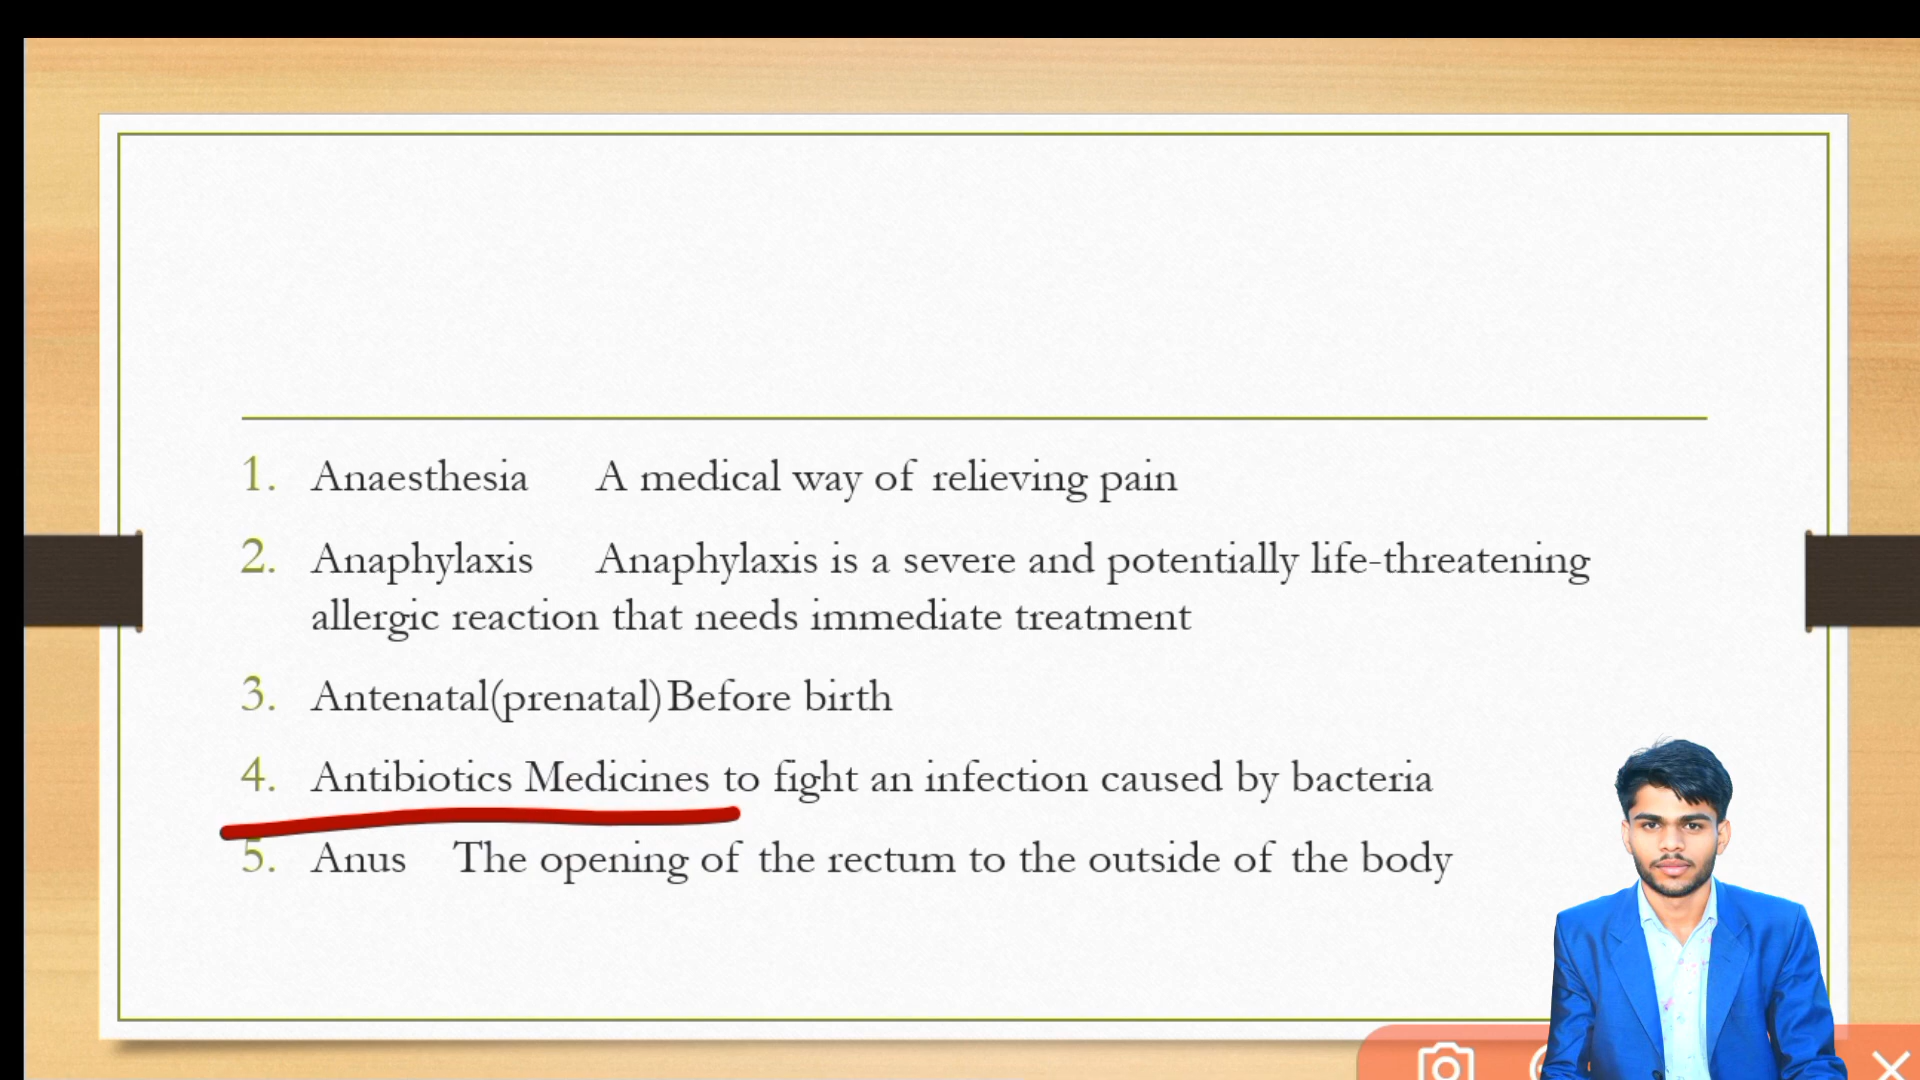 1. Anaesthesia A medical way of relieving pain
2. Anaphylaxis Anaphylaxis is a severe and potentially life-threatening
allergic reaction that needs immediate treatment
3. Antenatal(prenatal) Before birth
4. Antibiotics Medicines to fight an infection caused by bacteria
5. Anus The opening of the rectum to the outside of the body